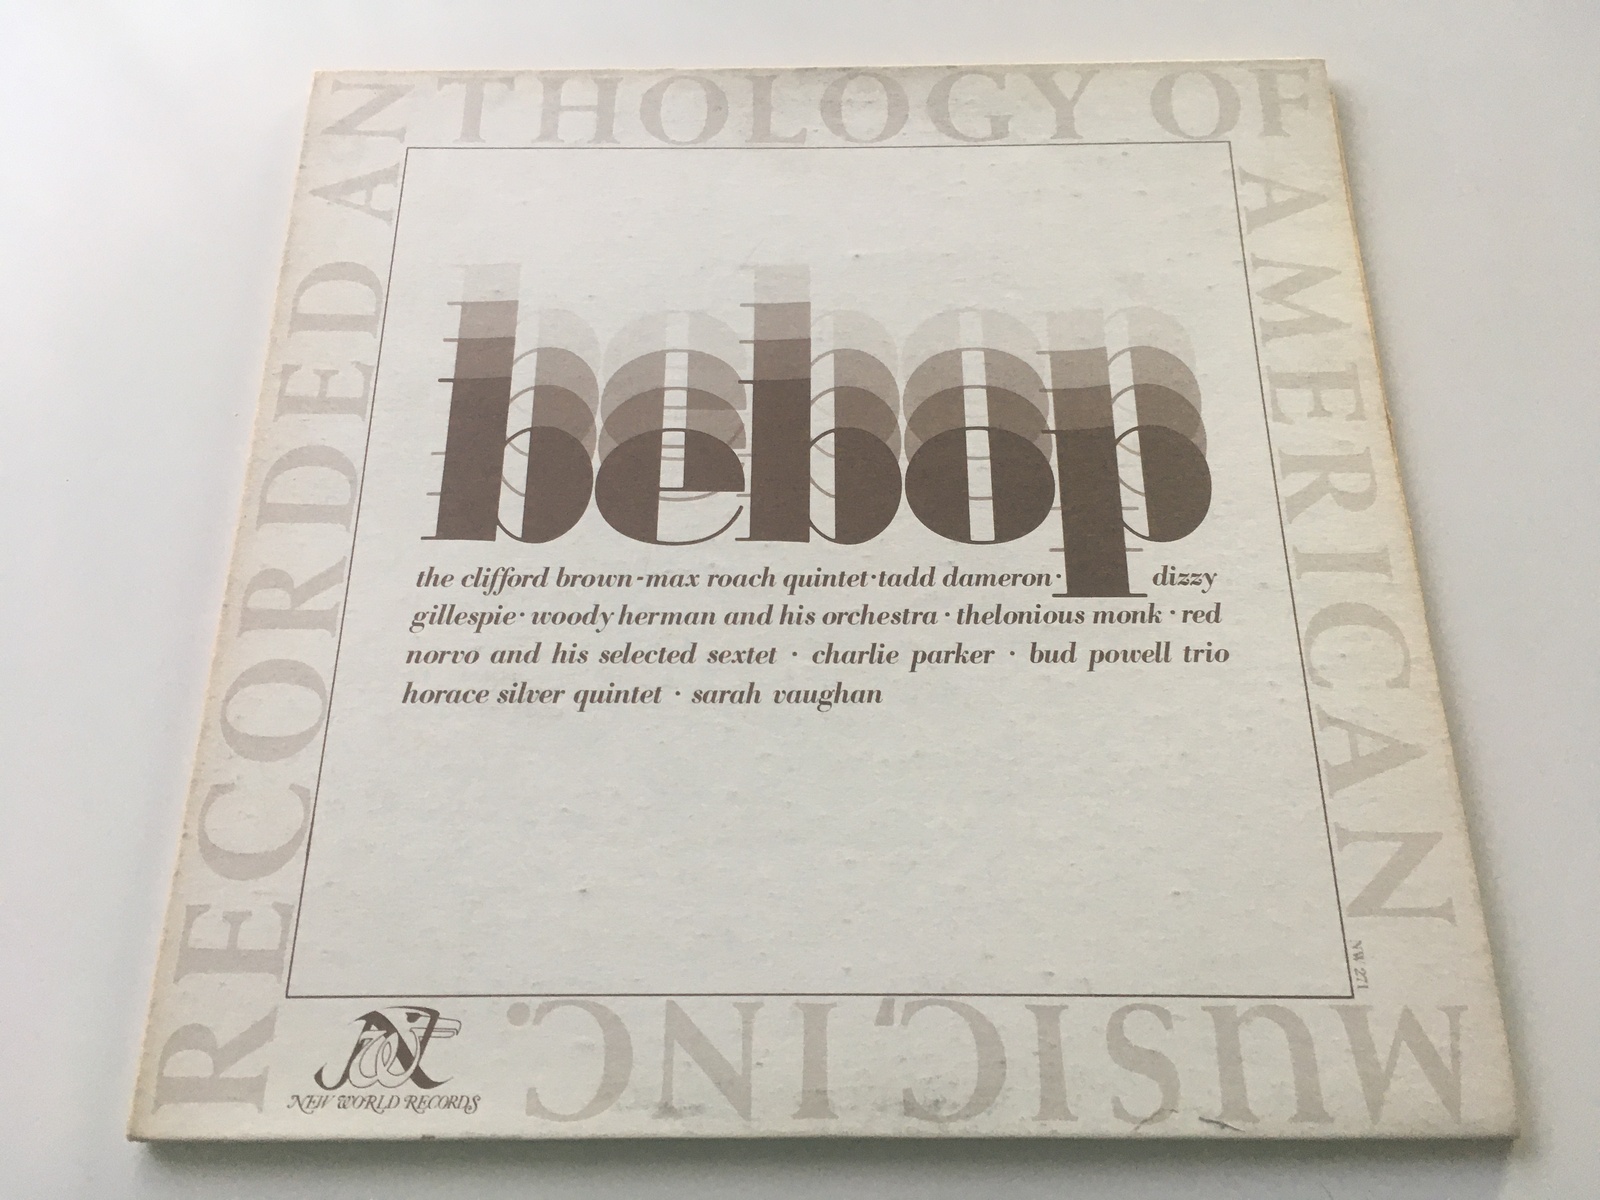 RECORDED ANTHOLOGY OF AMERICAN MUSIC, INC.
bebop
the clifford brown-max roach quintet·tadd dameron· dizzy
gillespie· woody herman and his orchestra · thelonious monk · red
norvo and his selected sextet · charlie parker · bud powell trio
horace silver quintet · sarah vaughan
NW 271
NEW WORLD RECORDS